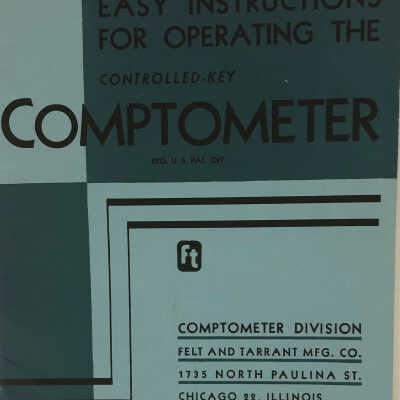 EASY INSTRUCTIONS
FOR OPERATING THE
CONTROLLED-KEY
COMPTOMETER
REG. U. S. PAT. OFF.
ft
COMPTOMETER DIVISION
FELT AND TARRANT MFG. CO.
1735 NORTH PAULINA ST.
CHICAGO 22, ILLINOIS